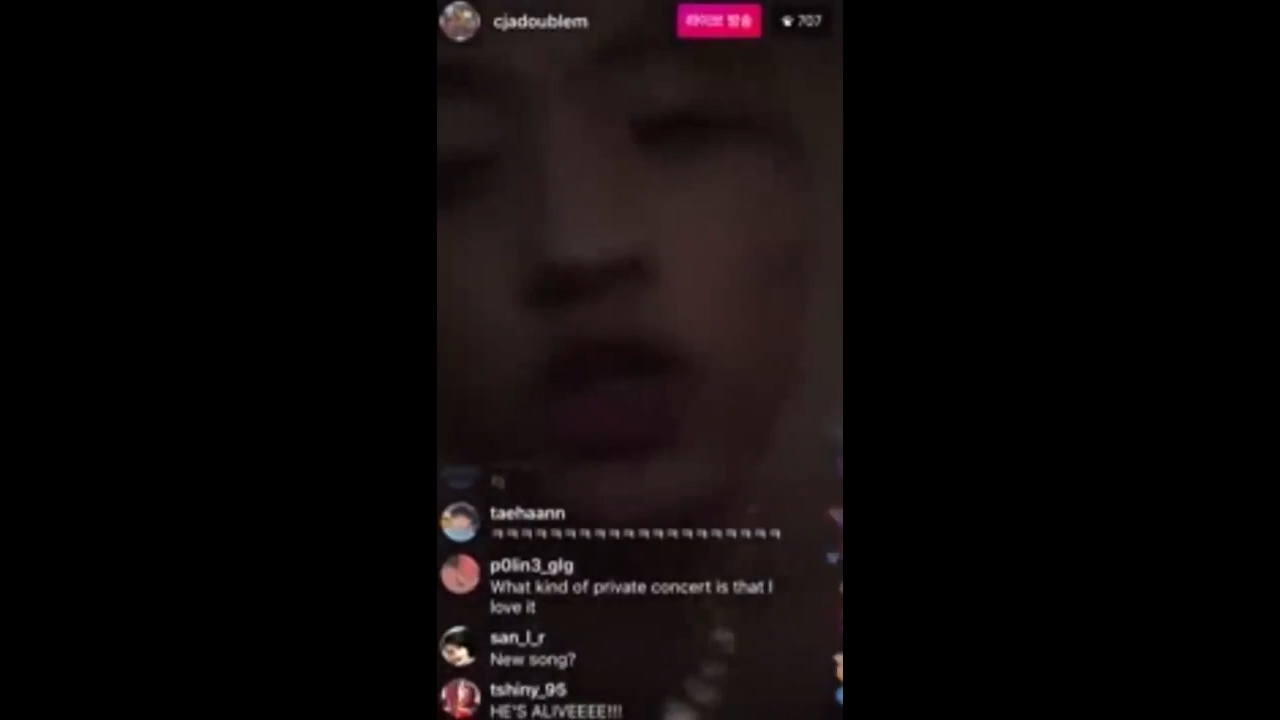 cjadoublem
라이브 방송
707
taehaann
ㅋㅋㅋㅋㅋㅋㅋㅋㅋㅋㅋㅋㅋㅋㅋㅋㅋㅋㅋㅋ
p0lin3_glg
What kind of private concert is that I
love it
san_l_r
New song?
tshiny_95
HE'S ALIVEEEE!!!